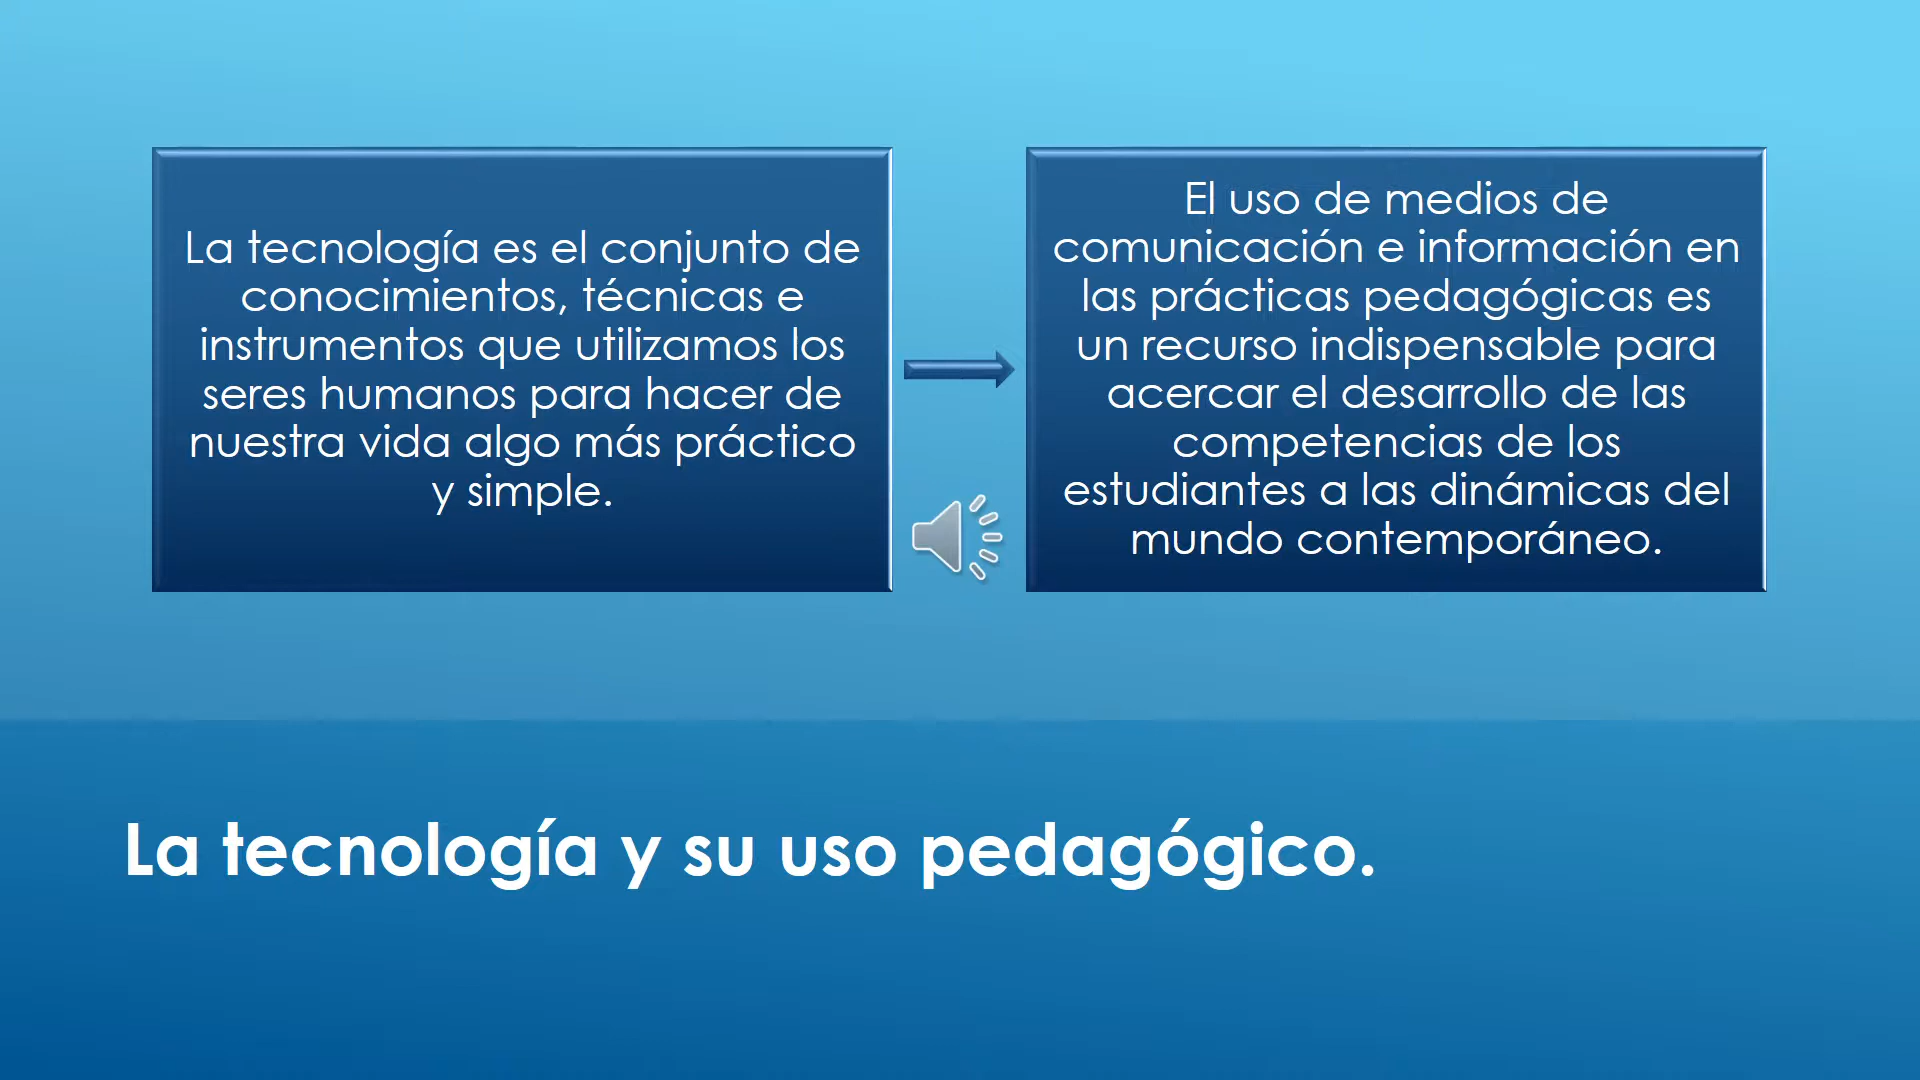 La tecnología es el conjunto de
conocimientos, técnicas e
instrumentos que utilizamos los
seres humanos para hacer de
nuestra vida algo más práctico
y simple.
El uso de medios de
comunicación e información en
las prácticas pedagógicas es
un recurso indispensable para
acercar el desarrollo de las
competencias de los
estudiantes a las dinámicas del
mundo contemporáneo.
La tecnología y su uso pedagógico.